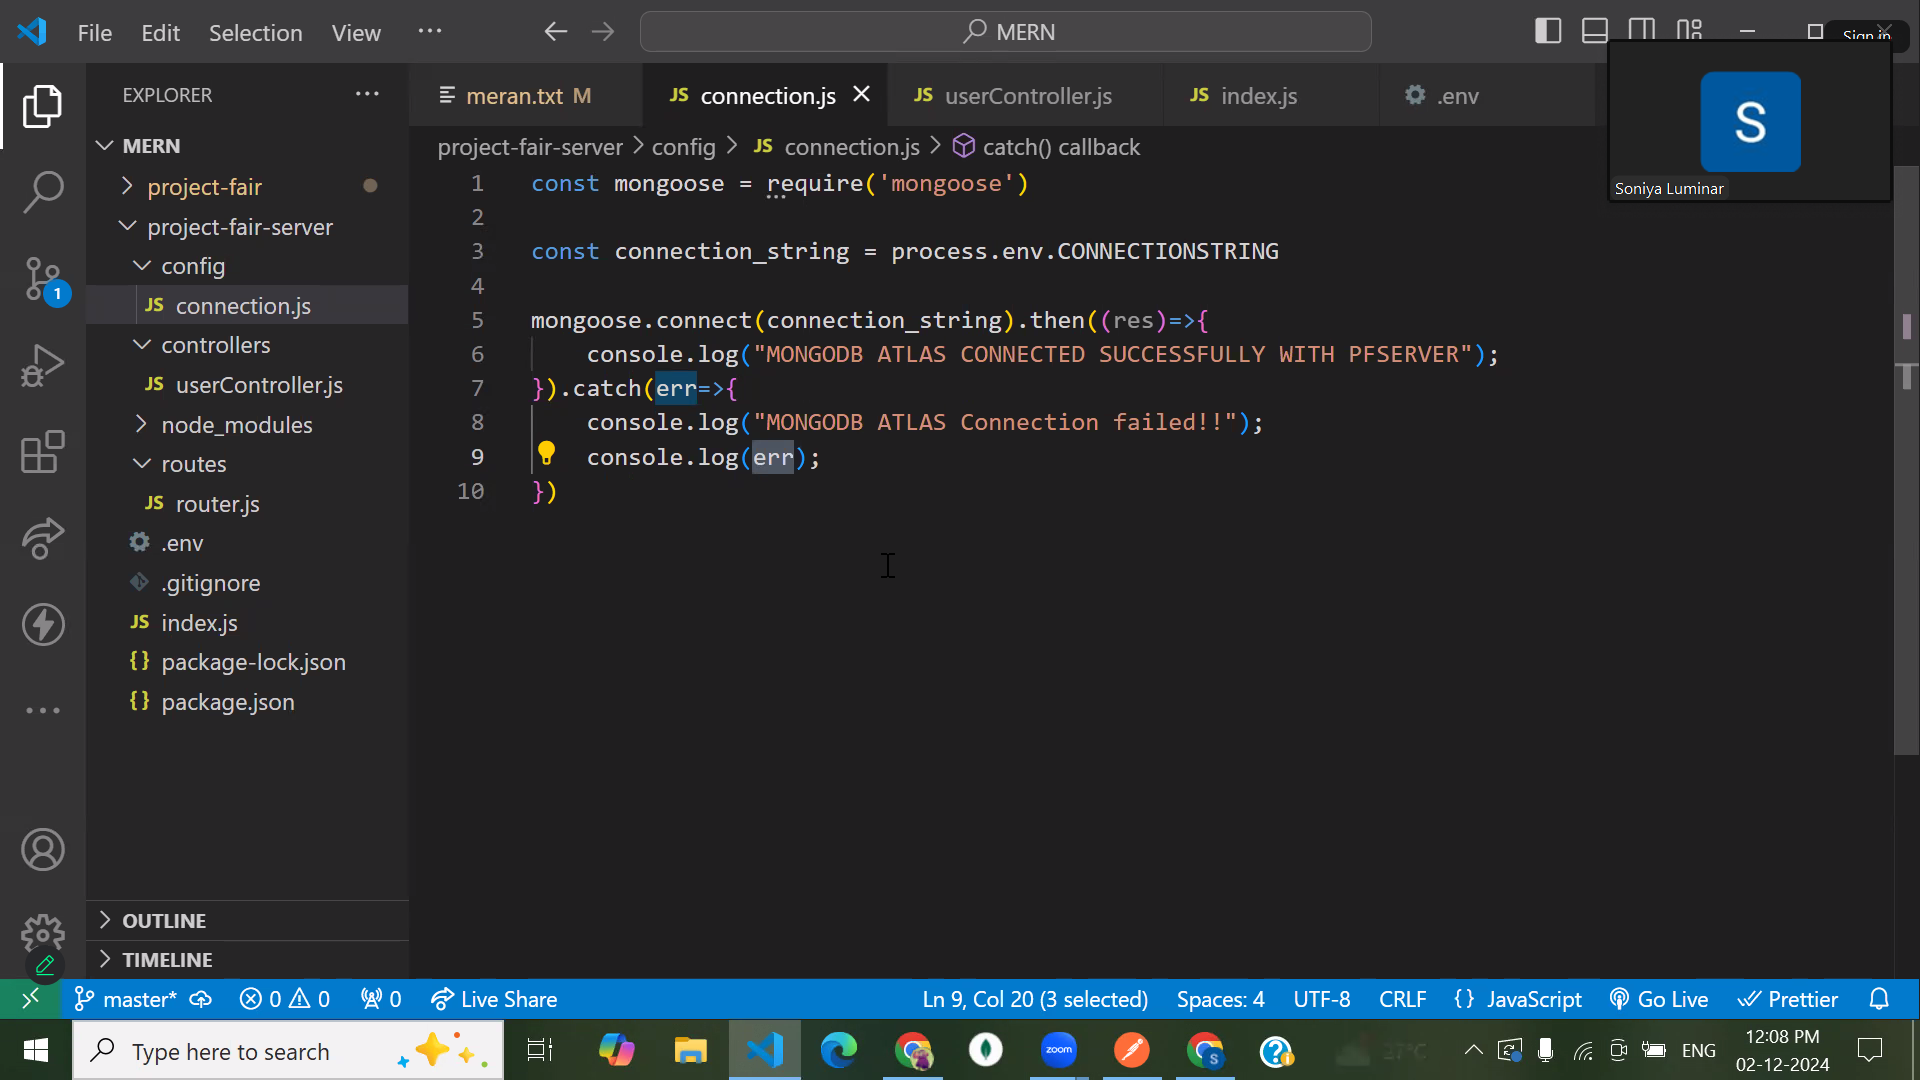 File Edit Selection View ···
MERN
Sign in
S
Soniya Luminar
EXPLORER ···
MERN
project-fair
project-fair-server
config
JS connection.js
controllers
JS userController.js
node_modules
routes
JS router.js
.env
.gitignore
JS index.js
{} package-lock.json
{} package.json
OUTLINE
TIMELINE
1
meran.txt M
JS connection.js
JS userController.js
JS index.js
.env
project-fair-server > config > JS connection.js > catch() callback
1 const mongoose = require('mongoose')
2
3 const connection_string = process.env.CONNECTIONSTRING
4
5 mongoose.connect(connection_string).then((res)=>{
6 console.log("MONGODB ATLAS CONNECTED SUCCESSFULLY WITH PFSERVER");
7 }).catch(err=>{
8 console.log("MONGODB ATLAS Connection failed!!");
9 console.log(err);
10 })
master* 0 0 0 Live Share
Ln 9, Col 20 (3 selected) Spaces: 4 UTF-8 CRLF {} JavaScript Go Live Prettier
Type here to search
zoom
S
27°C
ENG
12:08 PM
02-12-2024